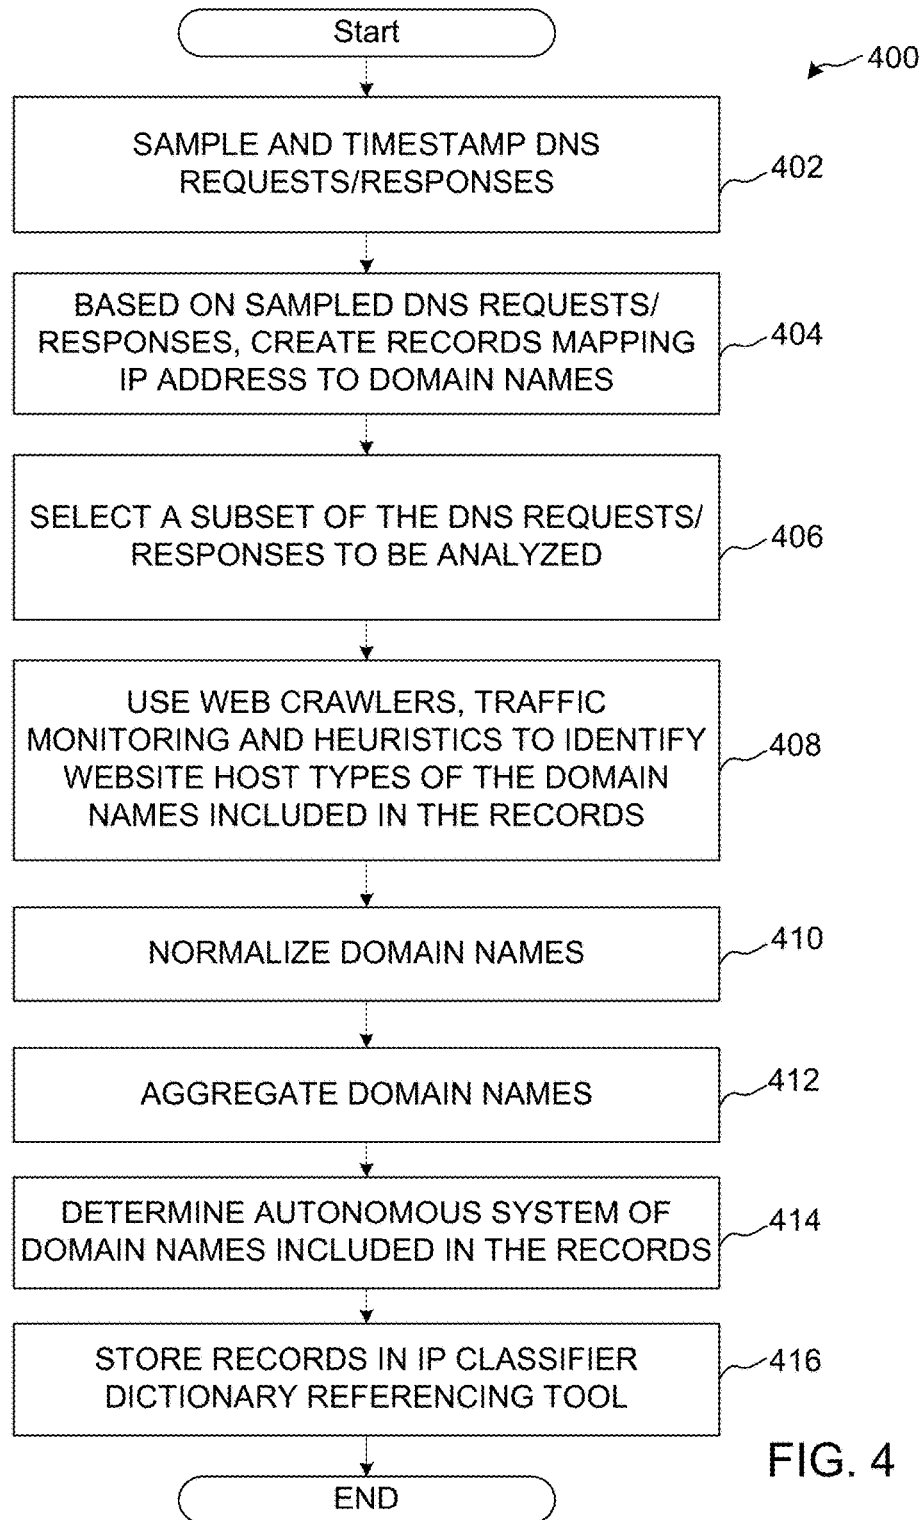 Start
400
SAMPLE AND TIMESTAMP DNS
REQUESTS/RESPONSES
402
BASED ON SAMPLED DNS REQUESTS/
RESPONSES, CREATE RECORDS MAPPING
IP ADDRESS TO DOMAIN NAMES
404
SELECT A SUBSET OF THE DNS REQUESTS/
RESPONSES TO BE ANALYZED
406
USE WEB CRAWLERS, TRAFFIC
MONITORING AND HEURISTICS TO IDENTIFY
WEBSITE HOST TYPES OF THE DOMAIN
NAMES INCLUDED IN THE RECORDS
408
NORMALIZE DOMAIN NAMES
410
AGGREGATE DOMAIN NAMES
412
DETERMINE AUTONOMOUS SYSTEM OF
DOMAIN NAMES INCLUDED IN THE RECORDS
414
STORE RECORDS IN IP CLASSIFIER
DICTIONARY REFERENCING TOOL
416
END
FIG. 4